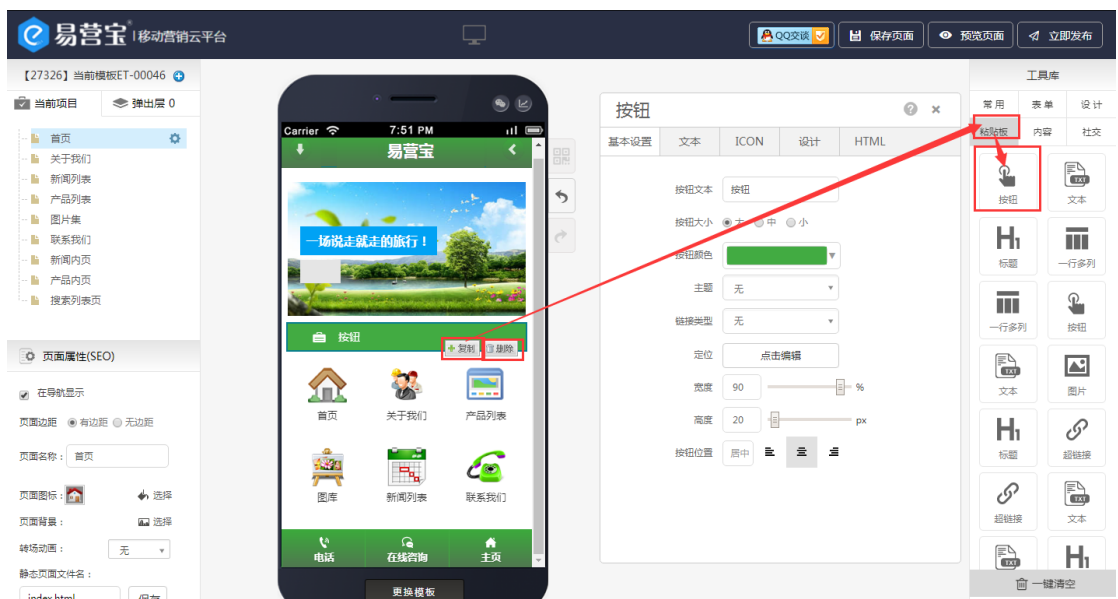 易营宝® 移动营销云平台
QQ交谈
保存页面
预览页面
立即发布
【27326】当前模板ET-00046
当前项目
弹出层 0
首页
关于我们
新闻列表
产品列表
图片集
联系我们
新闻内页
产品内页
搜索列表页
页面属性(SEO)
在导航显示
页面边距 有边距 无边距
页面名称: 首页
页面图标: 选择
页面背景: 选择
转场动画: 无
静态页面文件名:
index.html 保存
Carrier 7:51 PM
易营宝
一场说走就走的旅行！
按钮
复制 删除
首页 关于我们 产品列表
图库 新闻列表 联系我们
电话 在线咨询 主页
更换模板
按钮
基本设置 文本 ICON 设计 HTML
按钮文本 按钮
按钮大小 大 中 小
按钮颜色
主题 无
链接类型 无
定位 点击编辑
宽度 90 %
高度 20 px
按钮位置 居中
工具库
常用 表单 设计
粘贴板 内容 社交
TXT
按钮 文本
H1
标题 一行多列
一行多列 按钮
TXT
文本 图片
H1
标题 超链接
TXT
超链接 文本
TXT H1
一键清空